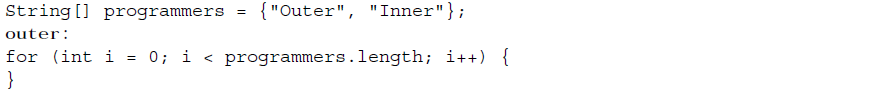 String[] programmers = {"Outer", "Inner"};
outer:
for (int i = 0; i < programmers.length; i++) {
}